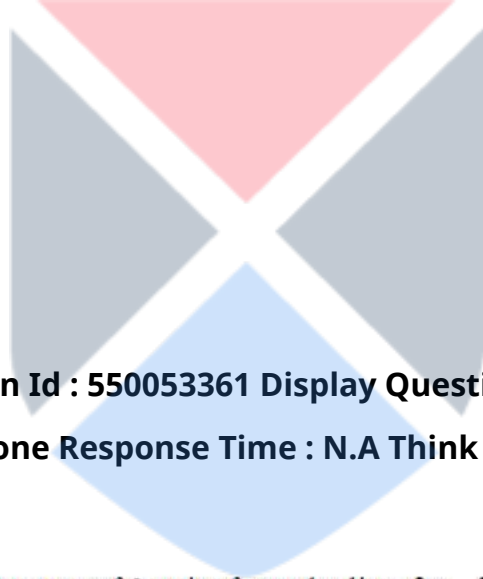 n Id : 550053361 Display Questi
one Response Time : N.A Think